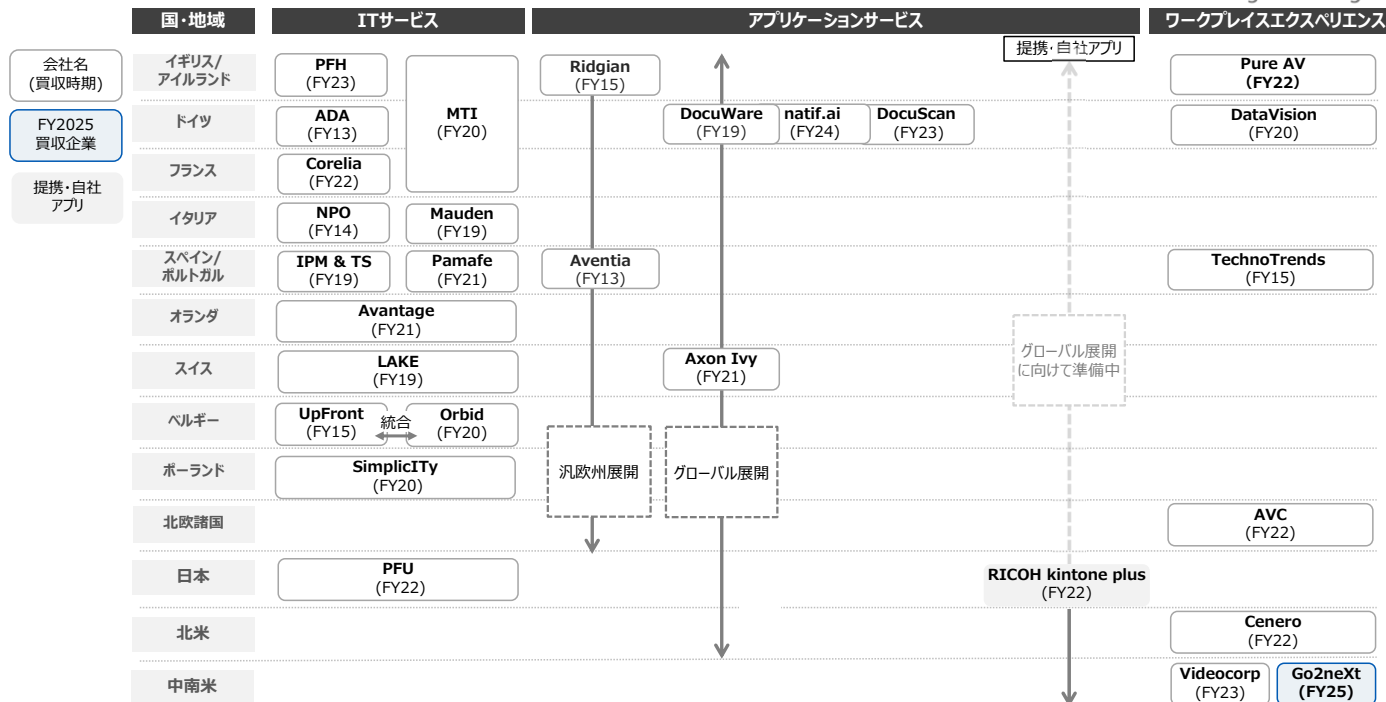 国・地域
ITサービス
アプリケーションサービス
ワークプレイスエクスペリエンス
提携・自社アプリ
会社名
(買収時期)
FY2025
買収企業
提携・自社
アプリ
イギリス/
アイルランド
PFH
(FY23)
MTI
(FY20)
Ridgian
(FY15)
Pure AV
(FY22)
ドイツ
ADA
(FY13)
DocuWare
(FY19)
natif.ai
(FY24)
DocuScan
(FY23)
DataVision
(FY20)
フランス
Corelia
(FY22)
イタリア
NPO
(FY14)
Mauden
(FY19)
スペイン/
ポルトガル
IPM & TS
(FY19)
Pamafe
(FY21)
Aventia
(FY13)
TechnoTrends
(FY15)
オランダ
Avantage
(FY21)
グローバル展開
に向けて準備中
スイス
LAKE
(FY19)
Axon Ivy
(FY21)
ベルギー
UpFront
(FY15)
統合
Orbid
(FY20)
汎欧州展開
グローバル展開
ポーランド
SimplicITy
(FY20)
北欧諸国
AVC
(FY22)
日本
PFU
(FY22)
RICOH kintone plus
(FY22)
北米
Cenero
(FY22)
中南米
Videocorp
(FY23)
Go2neXt
(FY25)